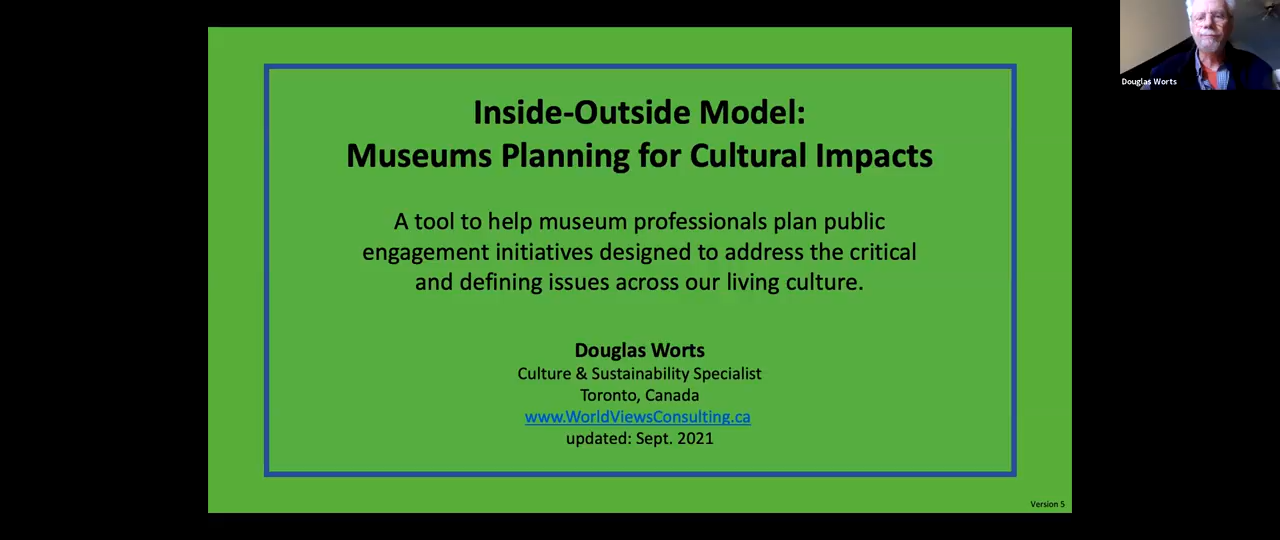 Inside-Outside Model:
Museums Planning for Cultural Impacts
A tool to help museum professionals plan public
engagement initiatives designed to address the critical
and defining issues across our living culture.
Douglas Worts
Culture & Sustainability Specialist
Toronto, Canada
www.WorldViewsConsulting.ca
updated: Sept. 2021
Version 5
Douglas Worts